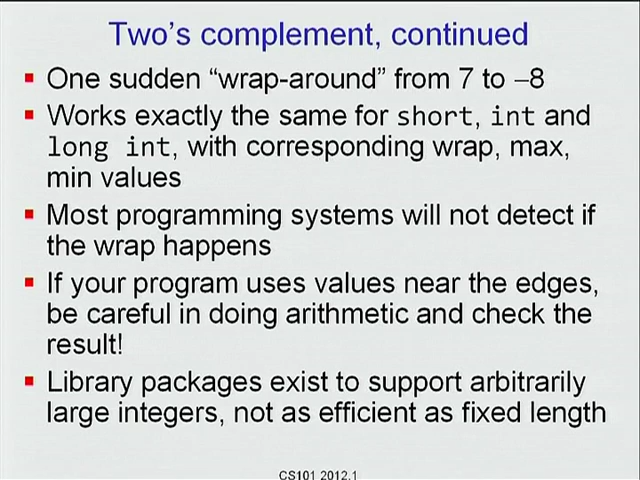 Two’s complement, continued
One sudden “wrap-around” from 7 to –8
Works exactly the same for short, int and
long int, with corresponding wrap, max,
min values
Most programming systems will not detect if
the wrap happens
If your program uses values near the edges,
be careful in doing arithmetic and check the
result!
Library packages exist to support arbitrarily
large integers, not as efficient as fixed length
CS101 2012.1